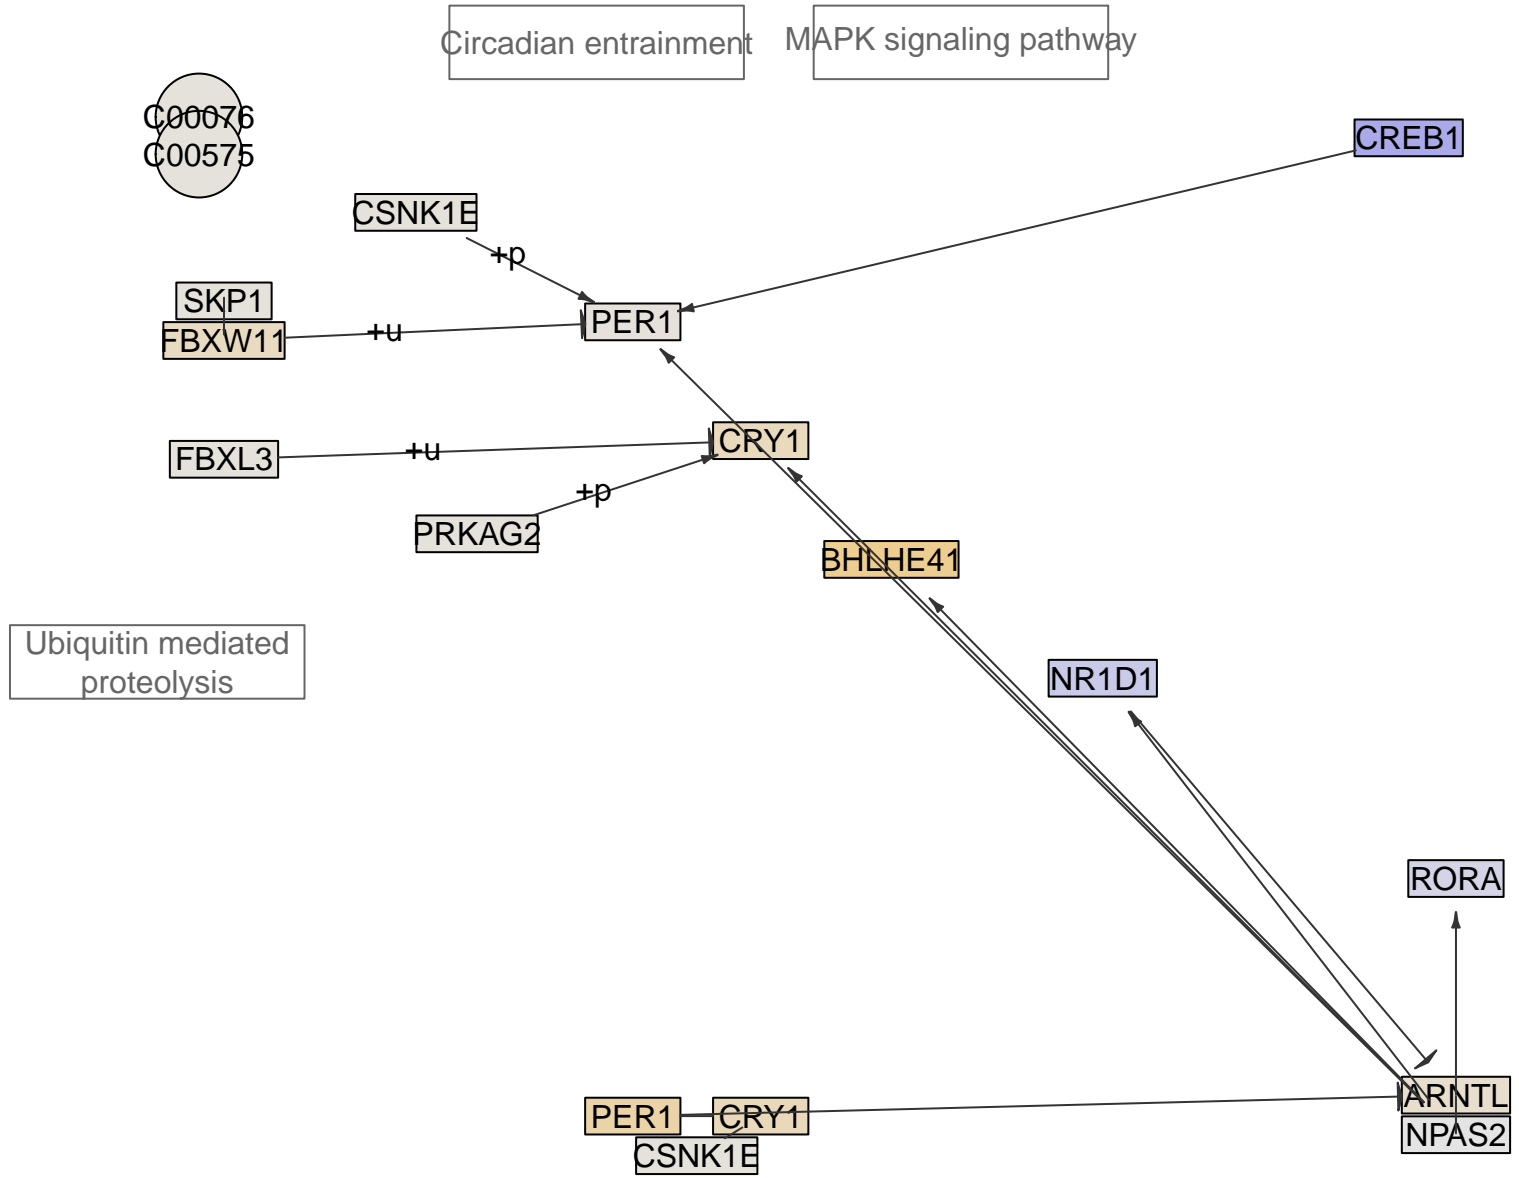 Circadian entrainment
MAPK signaling pathway
C00076
C00575
CREB1
CSNK1E
+p
SKP1
FBXW11
+u
PER1
FBXL3
+u
CRY1
+p
PRKAG2
BHLHE41
Ubiquitin mediated
proteolysis
NR1D1
RORA
ARNTL
NPAS2
PER1
CRY1
CSNK1E